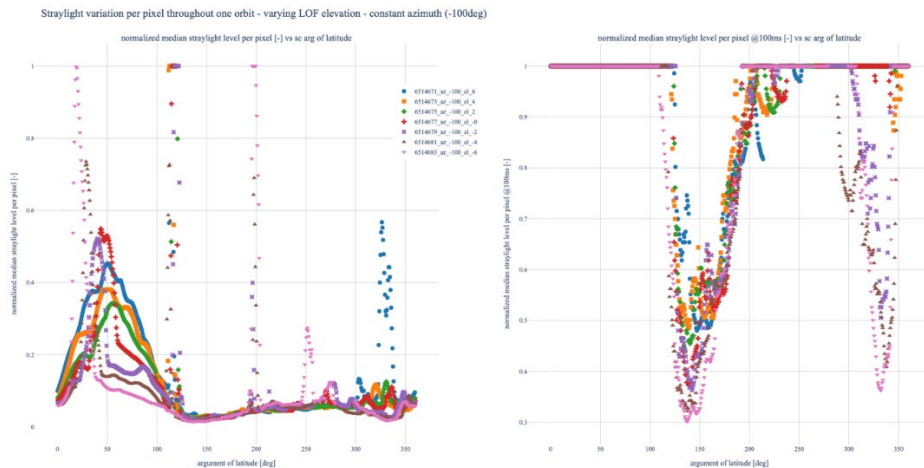 Straylight variation per pixel throughout one orbit - varying LOF elevation - constant azimuth (-100deg)
normalized median straylight level per pixel [-] vs sc arg of latitude
normalized median straylight level per pixel [-]
1
0.8
0.6
0.4
0.2
0
0
50
100
150
200
250
300
350
argument of latitude [deg]
6514671_az_-100_el_6
6514673_az_-100_el_4
6514675_az_-100_el_2
6514677_az_-100_el_-0
6514679_az_-100_el_-2
6514681_az_-100_el_-4
6514683_az_-100_el_-6
normalized median straylight level per pixel @100ms [-] vs sc arg of latitude
normalized median straylight level per pixel @100ms [-]
1
0.9
0.8
0.7
0.6
0.5
0.4
0.3
0
50
100
150
200
250
300
350
argument of latitude [deg]